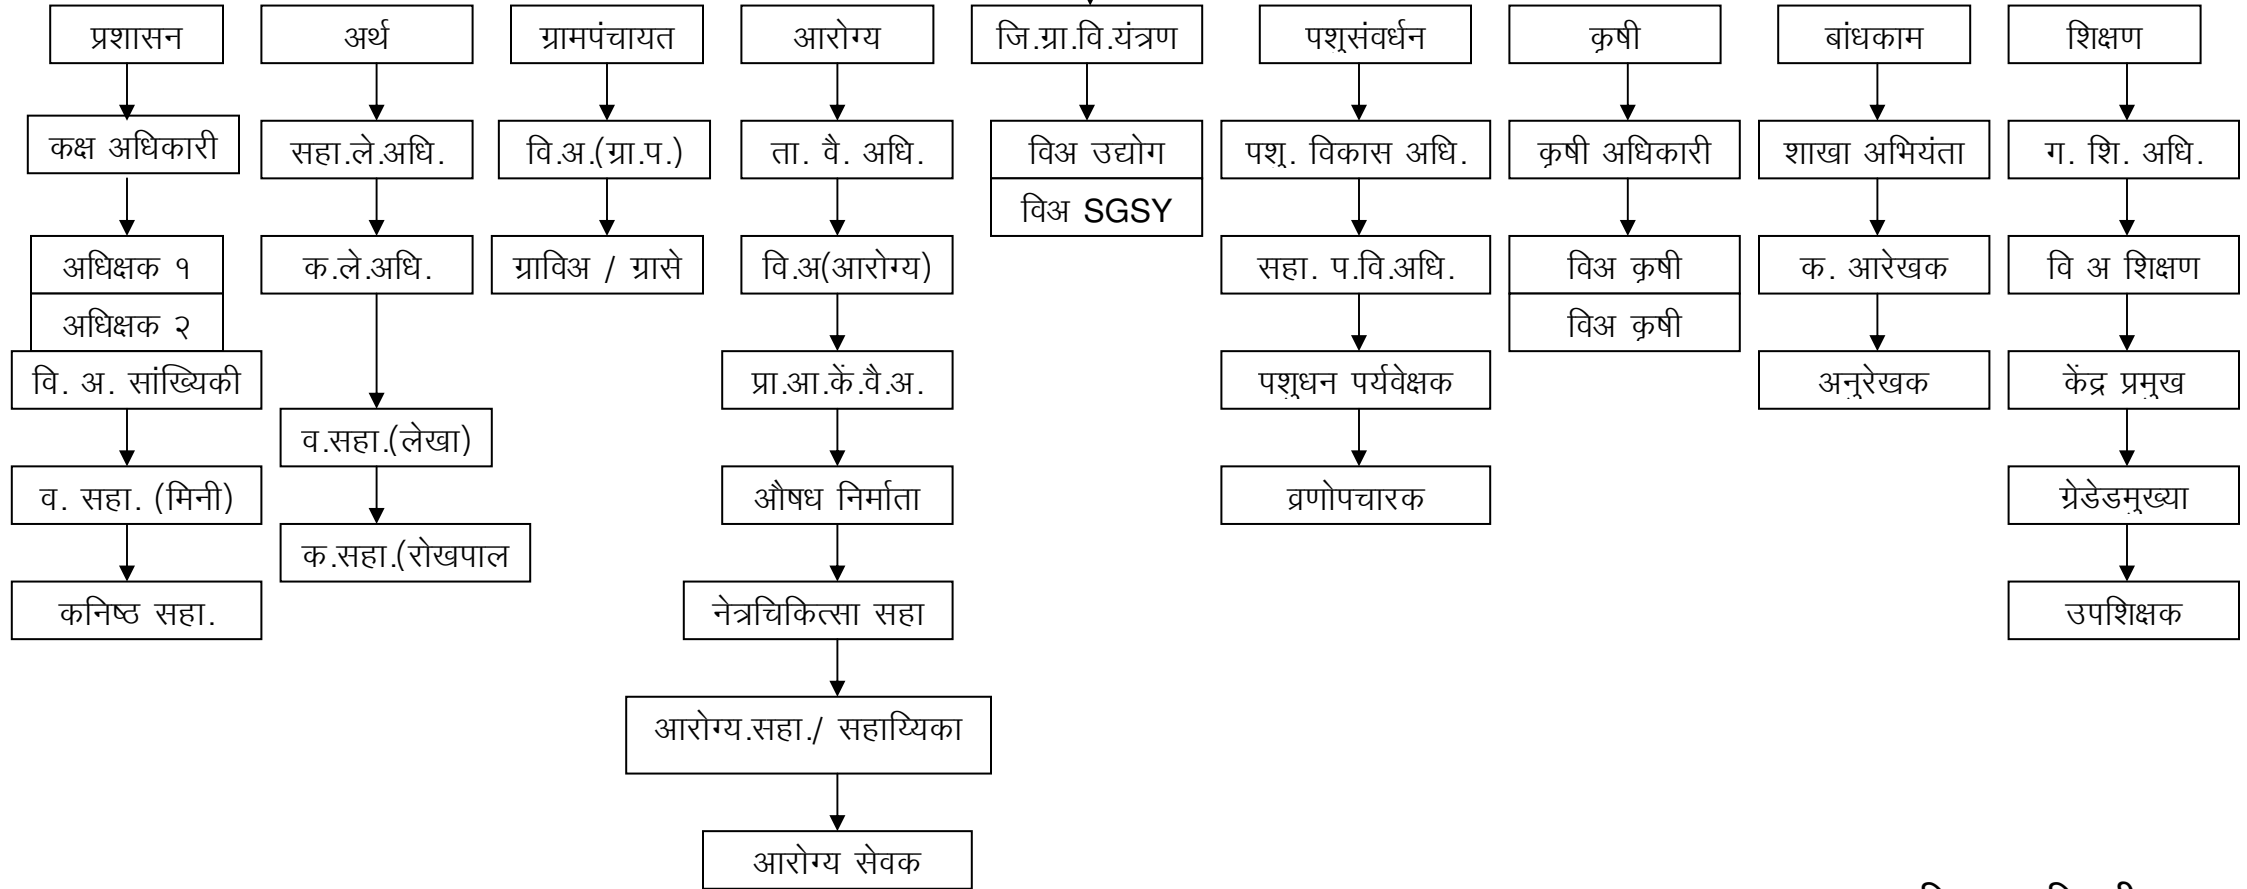 प्रशासन
अर्थ
ग्रामपंचायत
आरोग्य
जि.ग्रा.वि.यंत्रण
पशुसंवर्धन
कृषी
बांधकाम
शिक्षण
कक्ष अधिकारी
सहा.ले.अधि.
वि.अ.(ग्रा.प.)
ता. वै. अधि.
विअ उद्योग
विअ SGSY
पशु. विकास अधि.
कृषी अधिकारी
शाखा अभियंता
ग. शि. अधि.
अधिक्षक १
अधिक्षक २
क.ले.अधि.
ग्राविअ / ग्रासे
वि.अ(आरोग्य)
सहा. प.वि.अधि.
विअ कृषी
विअ कृषी
क. आरेखक
वि अ शिक्षण
वि. अ. सांख्यिकी
प्रा.आ.कें.वै.अ.
पशुधन पर्यवेक्षक
अनुरेखक
केंद्र प्रमुख
व.सहा.(लेखा)
व. सहा. (मिनी)
औषध निर्माता
व्रणोपचारक
ग्रेडेडमुख्या
क.सहा.(रोखपाल
कनिष्ठ सहा.
नेत्रचिकित्सा सहा
उपशिक्षक
आरोग्य.सहा./ सहाय्यिका
आरोग्य सेवक